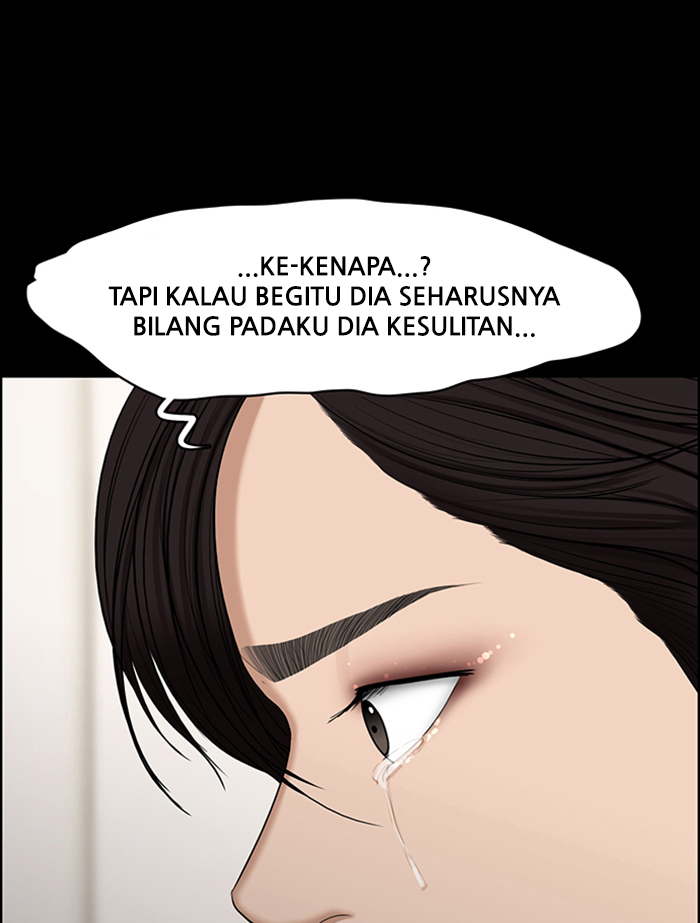 ...KE-KENAPA...?
TAPI KALAU BEGITU DIA SEHARUSNYA
BILANG PADAKU DIA KESULITAN...